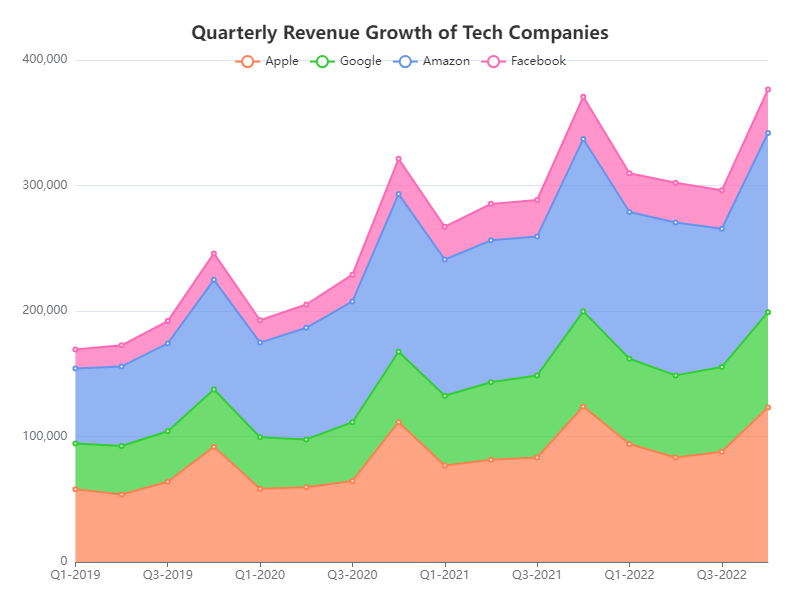 Quarterly Revenue Growth of Tech Companies
Apple Google Amazon Facebook
400,000
300,000
200,000
100,000
0
Q1-2019 Q3-2019 Q1-2020 Q3-2020 Q1-2021 Q3-2021 Q1-2022 Q3-2022